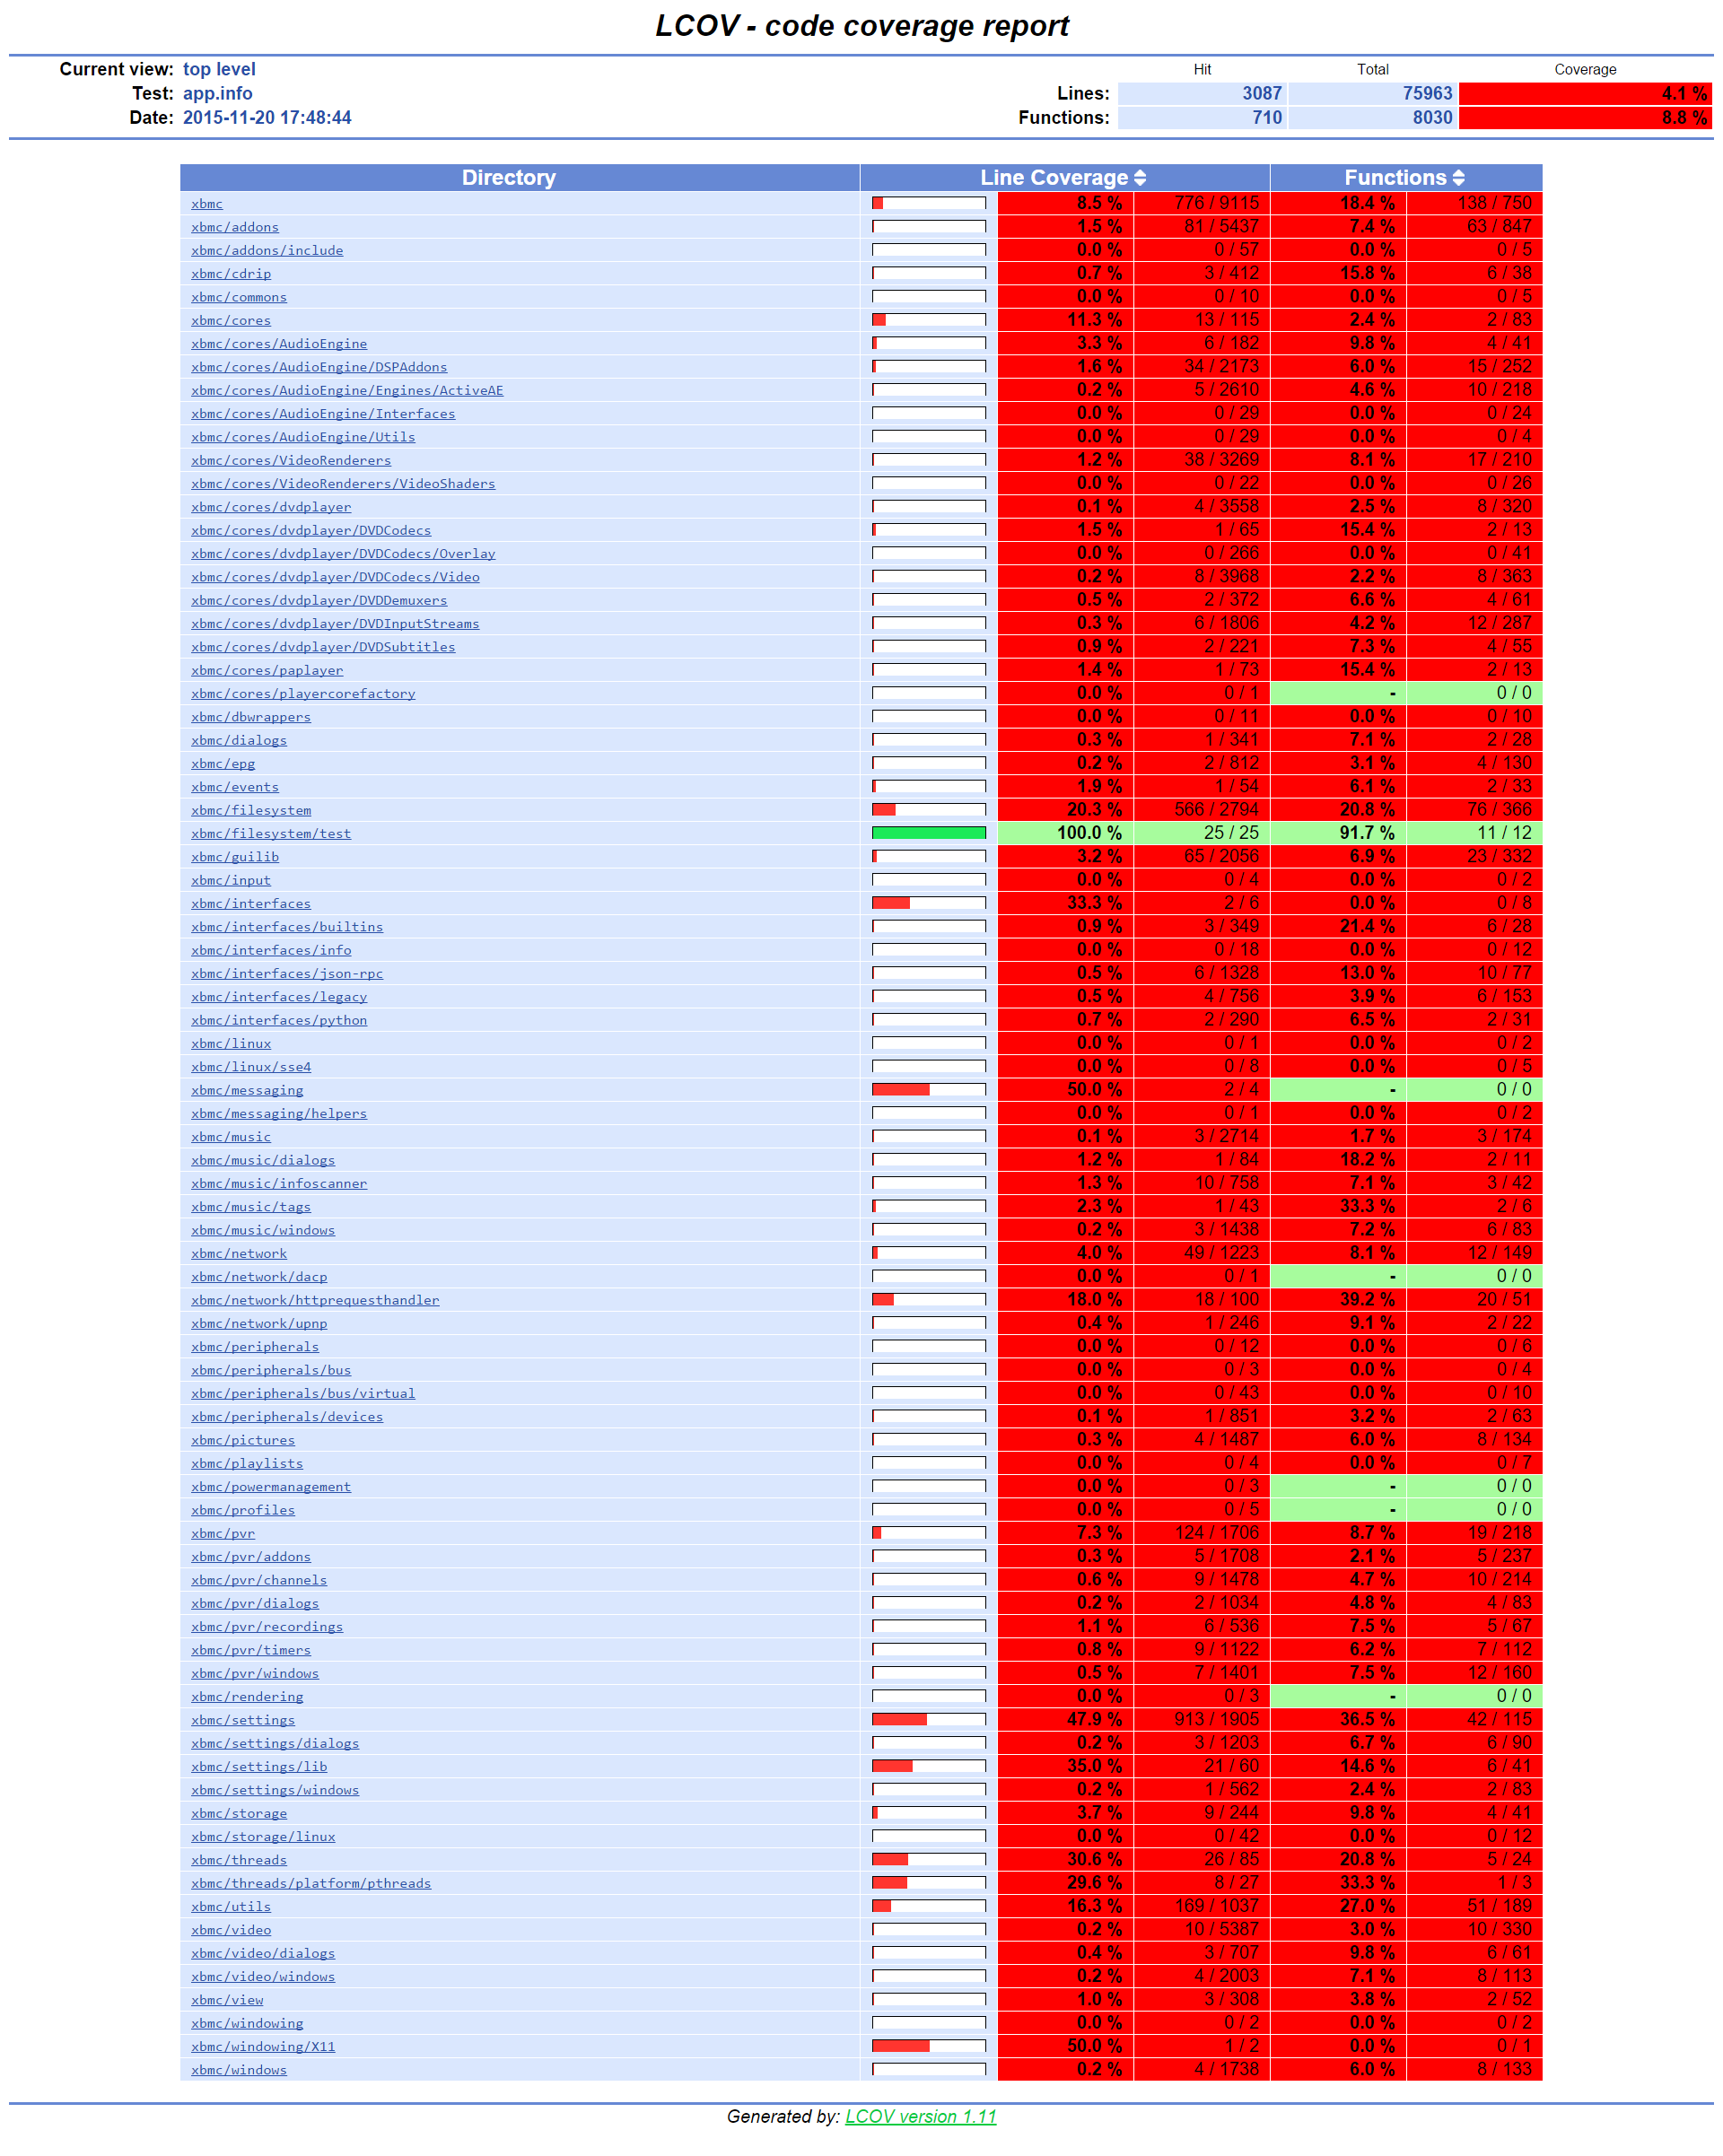 LCOV - code coverage report
Current view: top level Hit Total Coverage
Test: app.info Lines: 3087 75963 4.1 %
Date: 2015-11-20 17:48:44 Functions: 710 8030 8.8 %
Directory Line Coverage Functions
xbmc 8.5 % 776 / 9115 18.4 % 138 / 750
xbmc/addons 1.5 % 81 / 5437 7.4 % 63 / 847
xbmc/addons/include 0.0 % 0 / 57 0.0 % 0 / 5
xbmc/cdrip 0.7 % 3 / 412 15.8 % 6 / 38
xbmc/commons 0.0 % 0 / 10 0.0 % 0 / 5
xbmc/cores 11.3 % 13 / 115 2.4 % 2 / 83
xbmc/cores/AudioEngine 3.3 % 6 / 182 9.8 % 4 / 41
xbmc/cores/AudioEngine/DSPAddons 1.6 % 34 / 2173 6.0 % 15 / 252
xbmc/cores/AudioEngine/Engines/ActiveAE 0.2 % 5 / 2610 4.6 % 10 / 218
xbmc/cores/AudioEngine/Interfaces 0.0 % 0 / 29 0.0 % 0 / 24
xbmc/cores/AudioEngine/Utils 0.0 % 0 / 29 0.0 % 0 / 4
xbmc/cores/VideoRenderers 1.2 % 38 / 3269 8.1 % 17 / 210
xbmc/cores/VideoRenderers/VideoShaders 0.0 % 0 / 22 0.0 % 0 / 26
xbmc/cores/dvdplayer 0.1 % 4 / 3558 2.5 % 8 / 320
xbmc/cores/dvdplayer/DVDCodecs 1.5 % 1 / 65 15.4 % 2 / 13
xbmc/cores/dvdplayer/DVDCodecs/Overlay 0.0 % 0 / 266 0.0 % 0 / 41
xbmc/cores/dvdplayer/DVDCodecs/Video 0.2 % 8 / 3968 2.2 % 8 / 363
xbmc/cores/dvdplayer/DVDDemuxers 0.5 % 2 / 372 6.6 % 4 / 61
xbmc/cores/dvdplayer/DVDInputStreams 0.3 % 6 / 1806 4.2 % 12 / 287
xbmc/cores/dvdplayer/DVDSubtitles 0.9 % 2 / 221 7.3 % 4 / 55
xbmc/cores/paplayer 1.4 % 1 / 73 15.4 % 2 / 13
xbmc/cores/playercorefactory 0.0 % 0 / 1 - 0 / 0
xbmc/dbwrappers 0.0 % 0 / 11 0.0 % 0 / 10
xbmc/dialogs 0.3 % 1 / 341 7.1 % 2 / 28
xbmc/epg 0.2 % 2 / 812 3.1 % 4 / 130
xbmc/events 1.9 % 1 / 54 6.1 % 2 / 33
xbmc/filesystem 20.3 % 566 / 2794 20.8 % 76 / 366
xbmc/filesystem/test 100.0 % 25 / 25 91.7 % 11 / 12
xbmc/guilib 3.2 % 65 / 2056 6.9 % 23 / 332
xbmc/input 0.0 % 0 / 4 0.0 % 0 / 2
xbmc/interfaces 33.3 % 2 / 6 0.0 % 0 / 8
xbmc/interfaces/builtins 0.9 % 3 / 349 21.4 % 6 / 28
xbmc/interfaces/info 0.0 % 0 / 18 0.0 % 0 / 12
xbmc/interfaces/json-rpc 0.5 % 6 / 1328 13.0 % 10 / 77
xbmc/interfaces/legacy 0.5 % 4 / 756 3.9 % 6 / 153
xbmc/interfaces/python 0.7 % 2 / 290 6.5 % 2 / 31
xbmc/linux 0.0 % 0 / 1 0.0 % 0 / 2
xbmc/linux/sse4 0.0 % 0 / 8 0.0 % 0 / 5
xbmc/messaging 50.0 % 2 / 4 - 0 / 0
xbmc/messaging/helpers 0.0 % 0 / 1 0.0 % 0 / 2
xbmc/music 0.1 % 3 / 2714 1.7 % 3 / 174
xbmc/music/dialogs 1.2 % 1 / 84 18.2 % 2 / 11
xbmc/music/infoscanner 1.3 % 10 / 758 7.1 % 3 / 42
xbmc/music/tags 2.3 % 1 / 43 33.3 % 2 / 6
xbmc/music/windows 0.2 % 3 / 1438 7.2 % 6 / 83
xbmc/network 4.0 % 49 / 1223 8.1 % 12 / 149
xbmc/network/dacp 0.0 % 0 / 1 - 0 / 0
xbmc/network/httprequesthandler 18.0 % 18 / 100 39.2 % 20 / 51
xbmc/network/upnp 0.4 % 1 / 246 9.1 % 2 / 22
xbmc/peripherals 0.0 % 0 / 12 0.0 % 0 / 6
xbmc/peripherals/bus 0.0 % 0 / 3 0.0 % 0 / 4
xbmc/peripherals/bus/virtual 0.0 % 0 / 43 0.0 % 0 / 10
xbmc/peripherals/devices 0.1 % 1 / 851 3.2 % 2 / 63
xbmc/pictures 0.3 % 4 / 1487 6.0 % 8 / 134
xbmc/playlists 0.0 % 0 / 4 0.0 % 0 / 7
xbmc/powermanagement 0.0 % 0 / 3 - 0 / 0
xbmc/profiles 0.0 % 0 / 5 - 0 / 0
xbmc/pvr 7.3 % 124 / 1706 8.7 % 19 / 218
xbmc/pvr/addons 0.3 % 5 / 1708 2.1 % 5 / 237
xbmc/pvr/channels 0.6 % 9 / 1478 4.7 % 10 / 214
xbmc/pvr/dialogs 0.2 % 2 / 1034 4.8 % 4 / 83
xbmc/pvr/recordings 1.1 % 6 / 536 7.5 % 5 / 67
xbmc/pvr/timers 0.8 % 9 / 1122 6.2 % 7 / 112
xbmc/pvr/windows 0.5 % 7 / 1401 7.5 % 12 / 160
xbmc/rendering 0.0 % 0 / 3 - 0 / 0
xbmc/settings 47.9 % 913 / 1905 36.5 % 42 / 115
xbmc/settings/dialogs 0.2 % 3 / 1203 6.7 % 6 / 90
xbmc/settings/lib 35.0 % 21 / 60 14.6 % 6 / 41
xbmc/settings/windows 0.2 % 1 / 562 2.4 % 2 / 83
xbmc/storage 3.7 % 9 / 244 9.8 % 4 / 41
xbmc/storage/linux 0.0 % 0 / 42 0.0 % 0 / 12
xbmc/threads 30.6 % 26 / 85 20.8 % 5 / 24
xbmc/threads/platform/pthreads 29.6 % 8 / 27 33.3 % 1 / 3
xbmc/utils 16.3 % 169 / 1037 27.0 % 51 / 189
xbmc/video 0.2 % 10 / 5387 3.0 % 10 / 330
xbmc/video/dialogs 0.4 % 3 / 707 9.8 % 6 / 61
xbmc/video/windows 0.2 % 4 / 2003 7.1 % 8 / 113
xbmc/view 1.0 % 3 / 308 3.8 % 2 / 52
xbmc/windowing 0.0 % 0 / 2 0.0 % 0 / 2
xbmc/windowing/X11 50.0 % 1 / 2 0.0 % 0 / 1
xbmc/windows 0.2 % 4 / 1738 6.0 % 8 / 133
Generated by: LCOV version 1.11